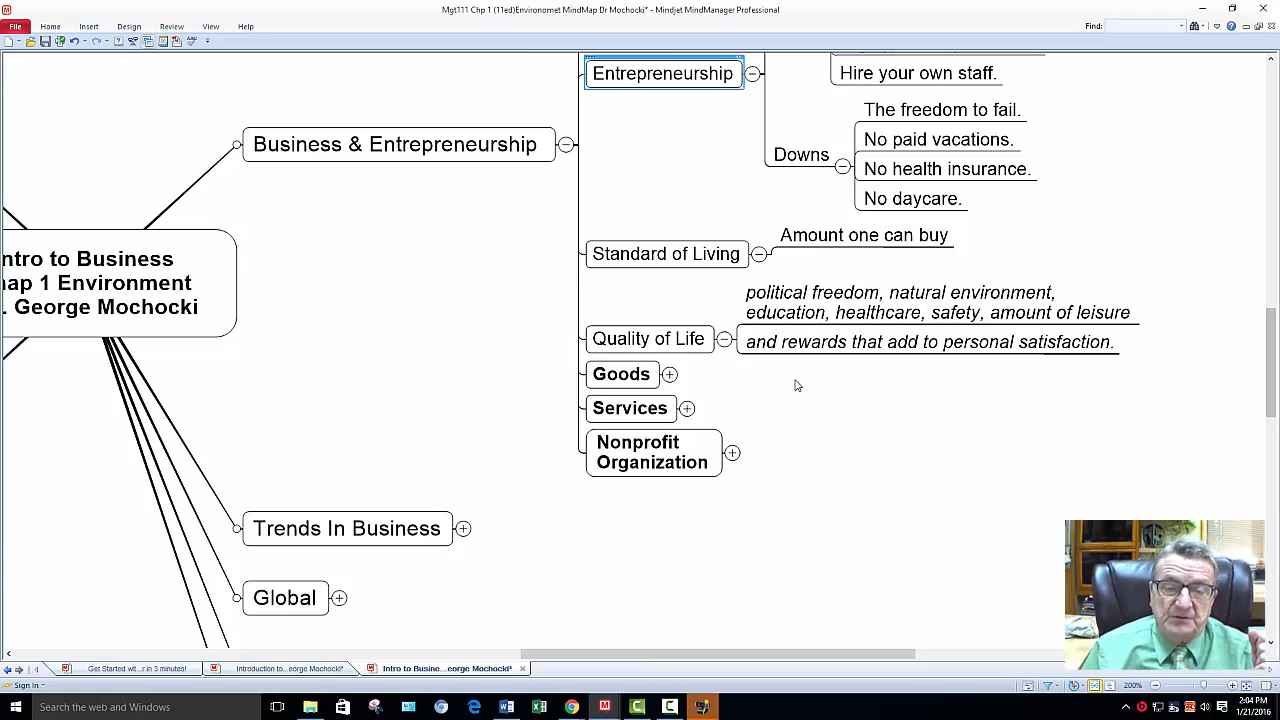 Mgt111 Chp 1 (11ed)Environomet MindMap Dr Mochocki* - Mindjet MindManager Professional
File Home Insert Design Review View Help
Find:
Entrepreneurship
Hire your own staff.
The freedom to fail.
Business & Entrepreneurship
No paid vacations.
Downs
No health insurance.
No daycare.
Amount one can buy
Standard of Living
ntro to Business
ap 1 Environment
. George Mochocki
political freedom, natural environment,
education, healthcare, safety, amount of leisure
Quality of Life
and rewards that add to personal satisfaction.
Goods
Services
Nonprofit
Organization
Trends In Business
Global
Get Started wit...r in 3 minutes!
Introduction to...eorge Mochocki*
Intro to Busine...eorge Mochocki*
Sign In
200%
Search the web and Windows
2:04 PM
1/21/2016